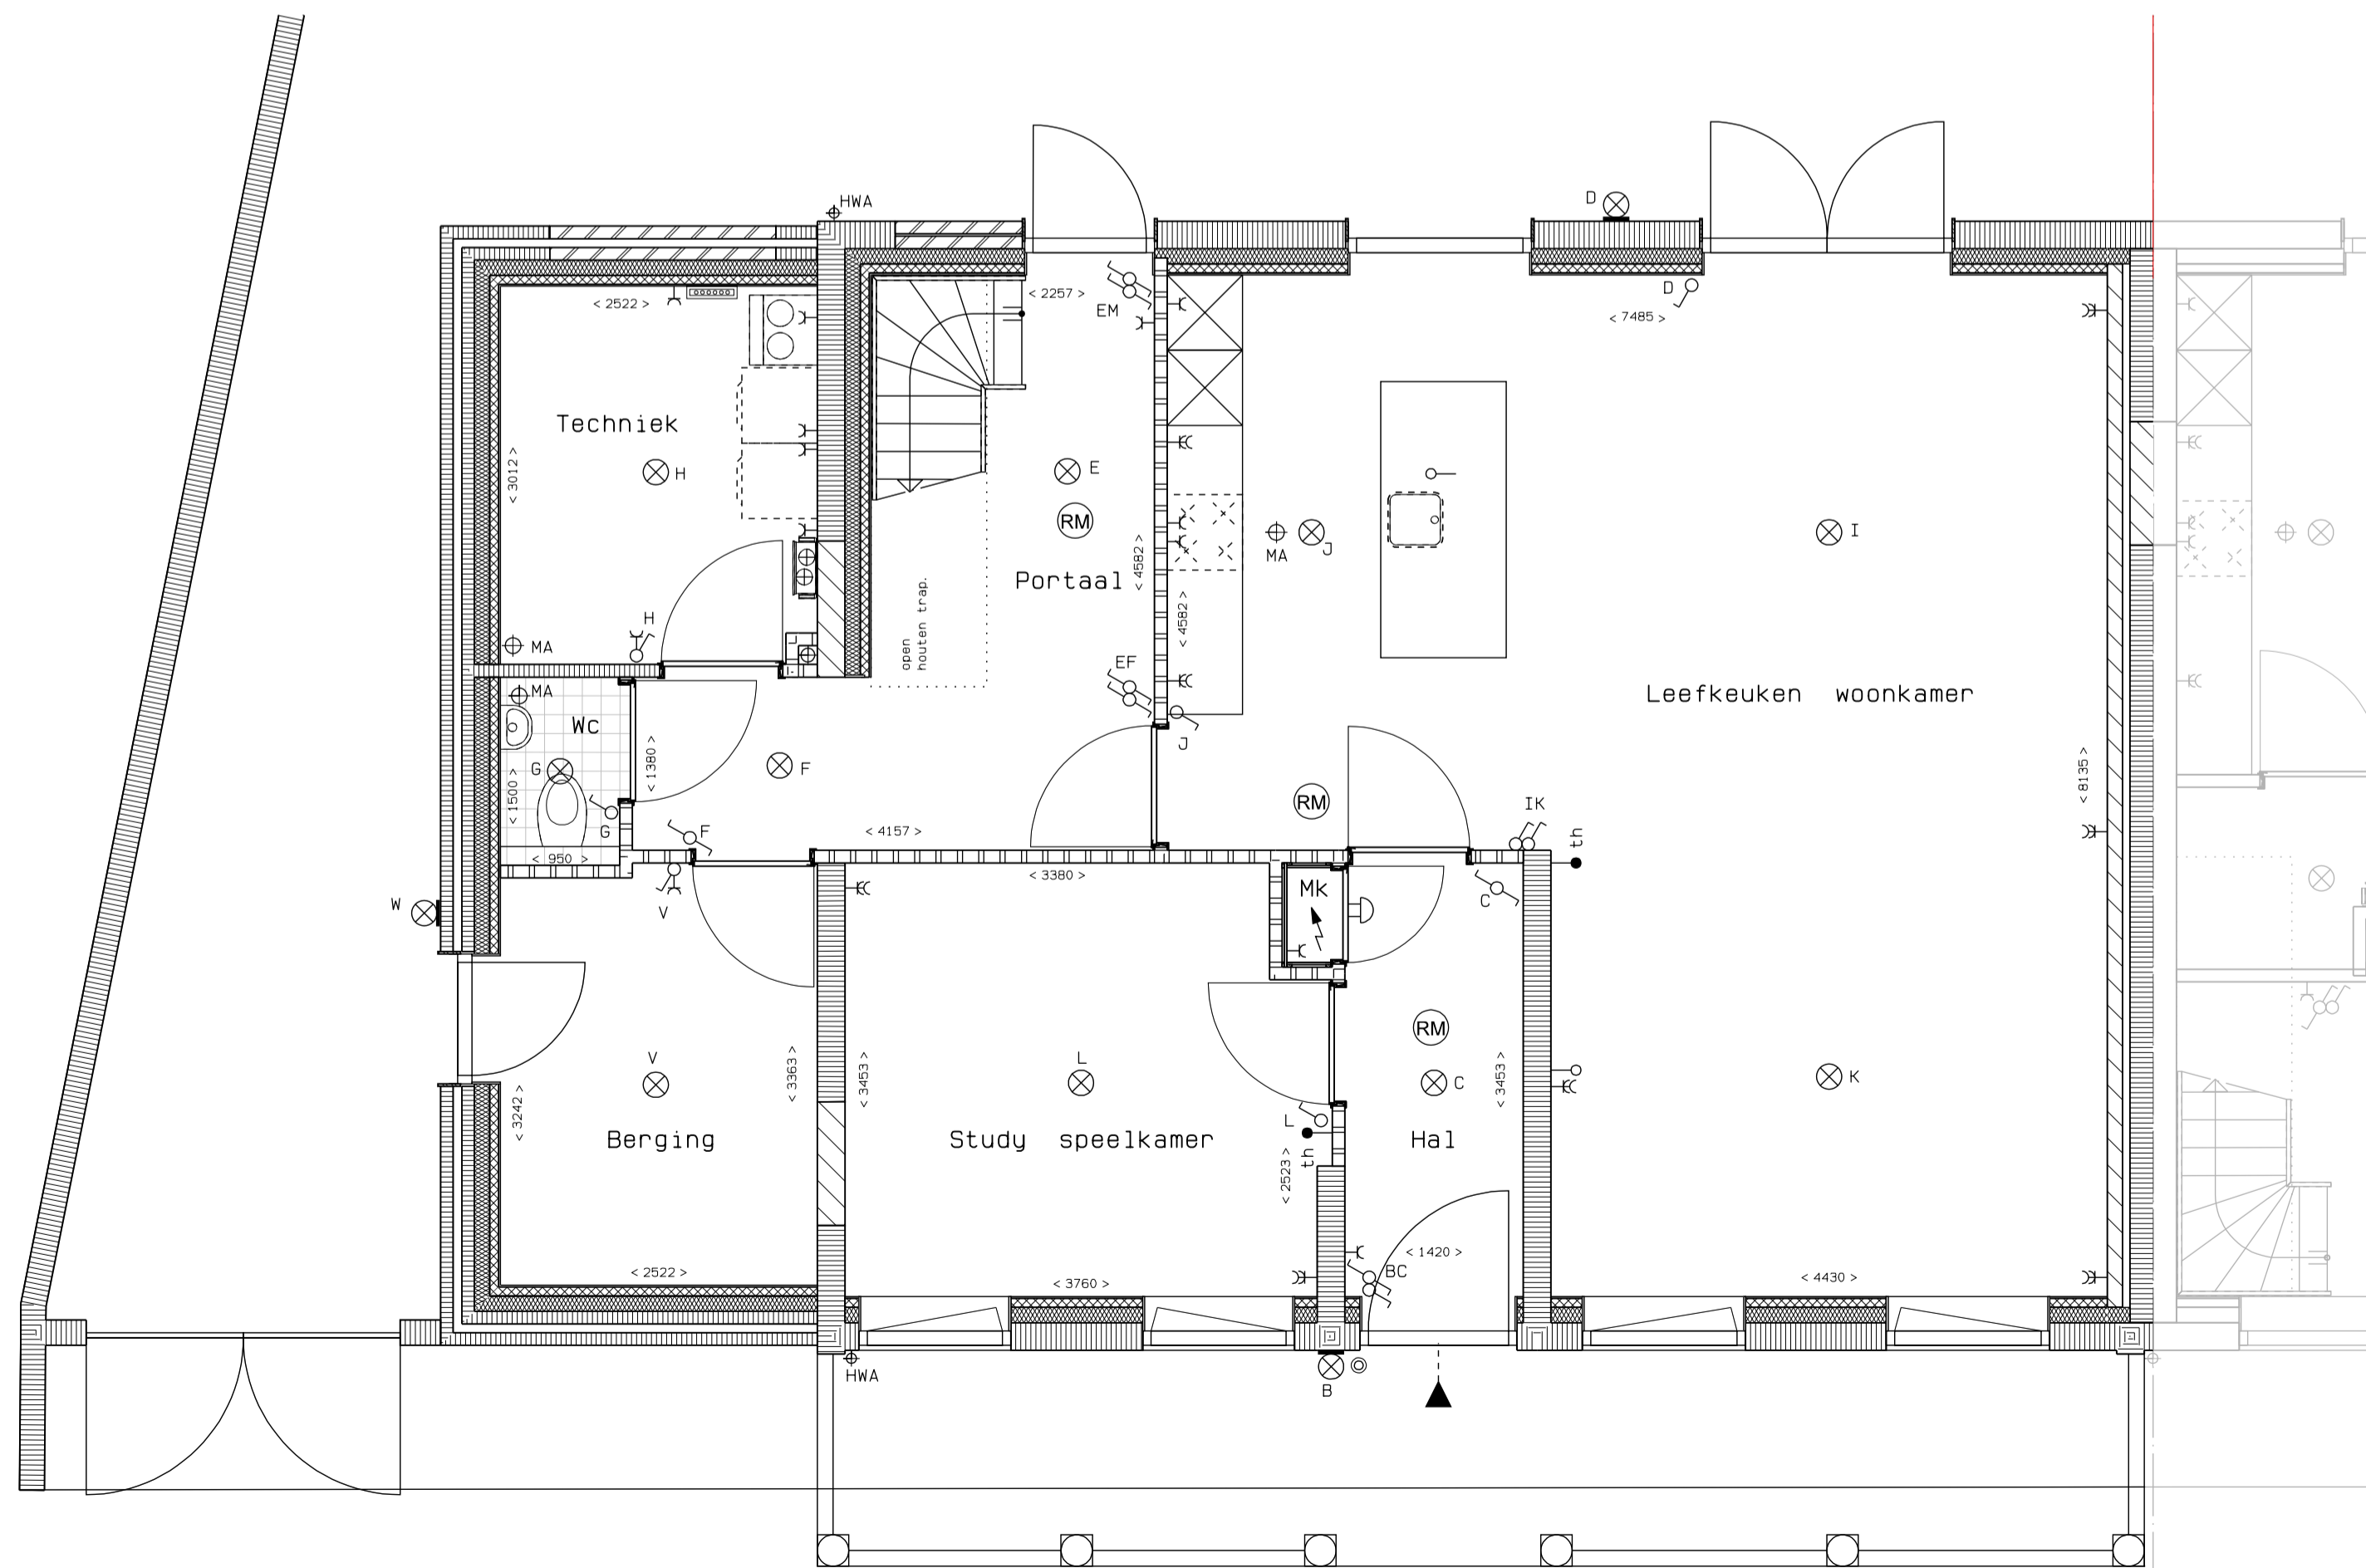 HWA
D
< 2522 >
< 2257 >
EM
D
< 7485 >
Techniek
H
< 3012 >
E
RM
Portaal
< 4582 >
< 4582 >
MA
J
I
open
houten trap.
H
MA
MA
EF
J
Leefkeuken woonkamer
Wc
G
< 1500 >
< 1380 >
F
G
F
< 950 >
< 4157 >
RM
IK
th
< 8135 >
W
V
< 3380 >
Mk
C
RM
V
< 3242 >
< 3363 >
< 3453 >
L
C
< 3453 >
K
L
th
Berging
Study speelkamer
Hal
< 2523 >
< 2522 >
< 3760 >
< 1420 >
BC
< 4430 >
HWA
B